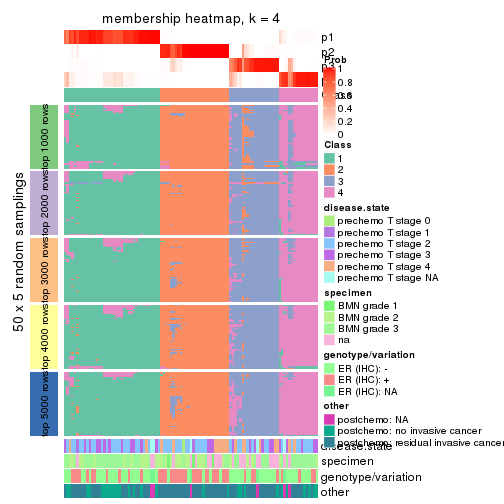 membership heatmap, k = 4
p1
p2
p3
Prob
1
0.8
0.6
0.4
0.2
0
Class
1
2
3
4
disease.state
prechemo T stage 0
prechemo T stage 1
prechemo T stage 2
prechemo T stage 3
prechemo T stage 4
prechemo T stage NA
specimen
BMN grade 1
BMN grade 2
BMN grade 3
na
genotype/variation
ER (IHC): -
ER (IHC): +
ER (IHC): NA
other
postchemo: NA
postchemo: no invasive cancer
postchemo: residual invasive cancer
50 x 5 random samplings
top 1000 rows
top 2000 rows
top 3000 rows
top 4000 rows
top 5000 rows
disease.state
specimen
genotype/variation
other